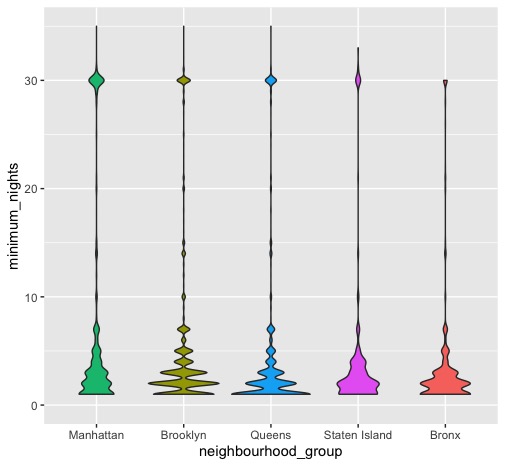 minimum_nights
30
20
10
0
Manhattan Brooklyn Queens Staten Island Bronx
neighbourhood_group